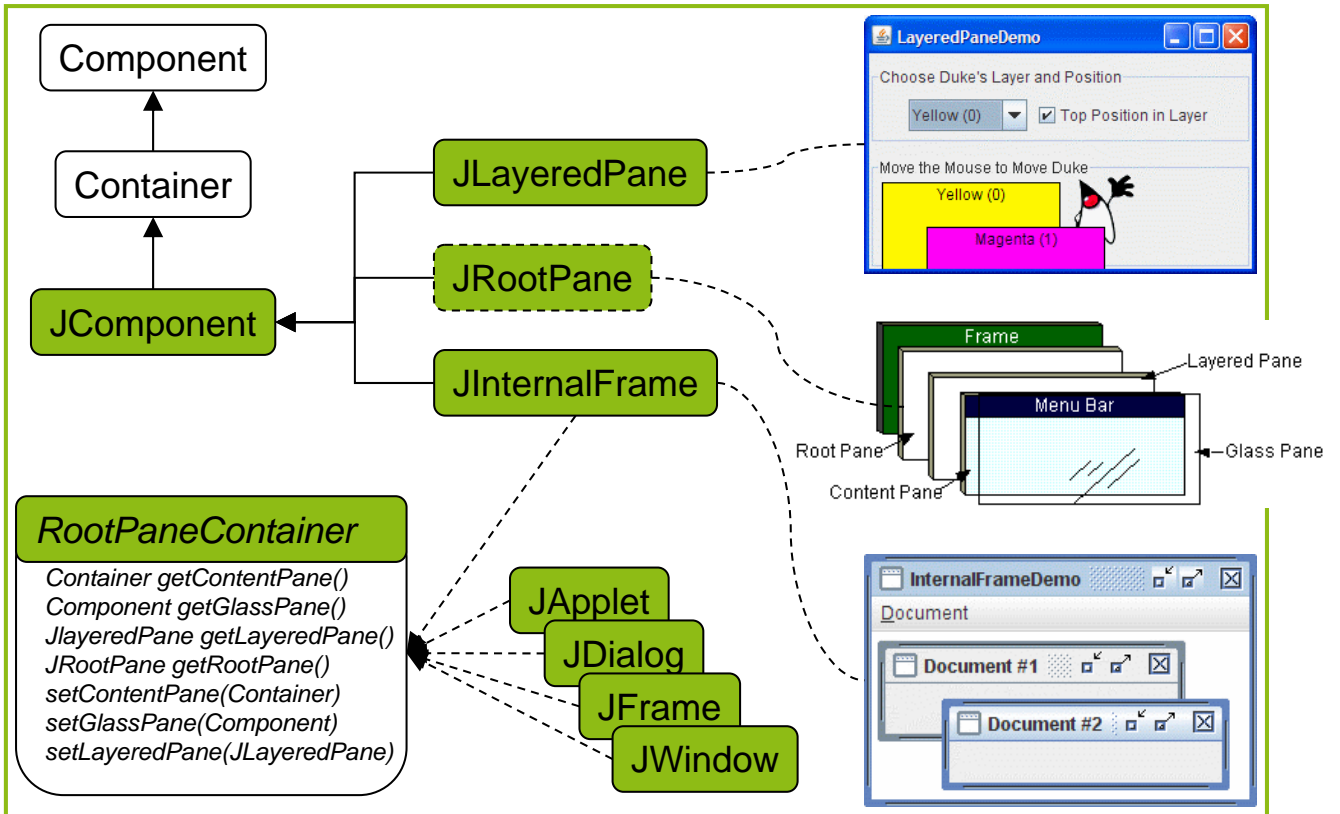 Component
Container
JComponent
JLayeredPane
JRootPane
JInternalFrame
RootPaneContainer
Container getContentPane()
Component getGlassPane()
JlayeredPane getLayeredPane()
JRootPane getRootPane()
setContentPane(Container)
setGlassPane(Component)
setLayeredPane(JLayeredPane)
JApplet
JDialog
JFrame
JWindow
LayeredPaneDemo
Choose Duke's Layer and Position
Yellow (0)
Top Position in Layer
Move the Mouse to Move Duke
Yellow (0)
Magenta (1)
Frame
Layered Pane
Menu Bar
Root Pane
Glass Pane
Content Pane
InternalFrameDemo
Document
Document #1
Document #2